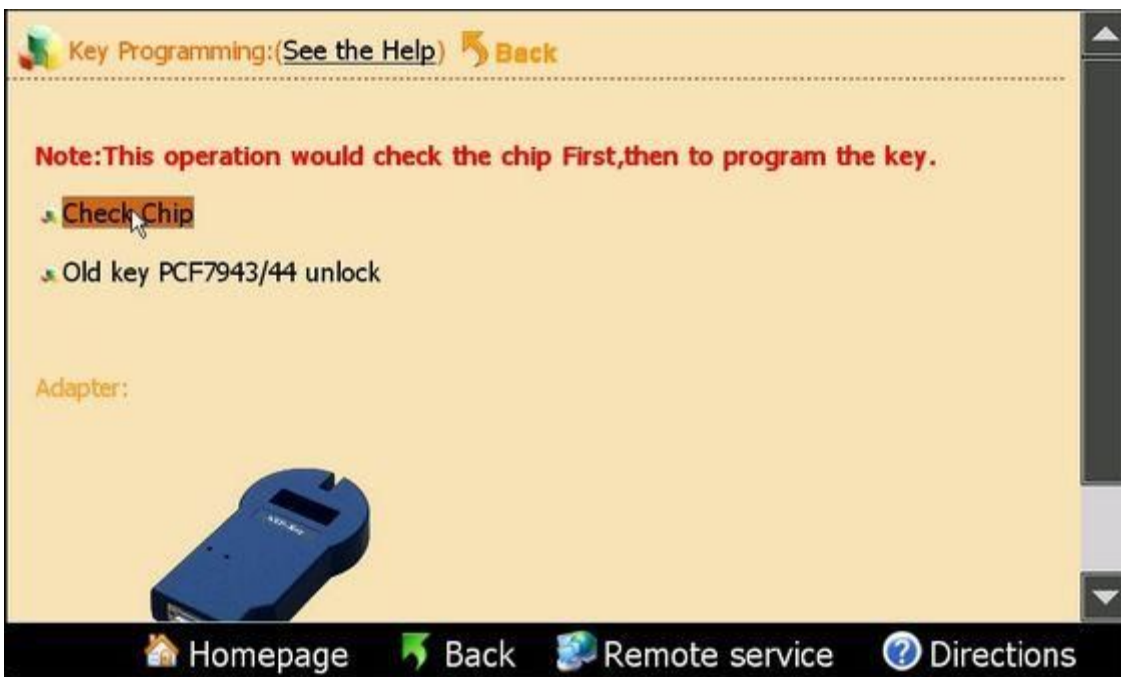 Key Programming:(See the Help) Back
Note:This operation would check the chip First,then to program the key.
Check Chip
Old key PCF7943/44 unlock
Adapter:
Homepage Back Remote service Directions